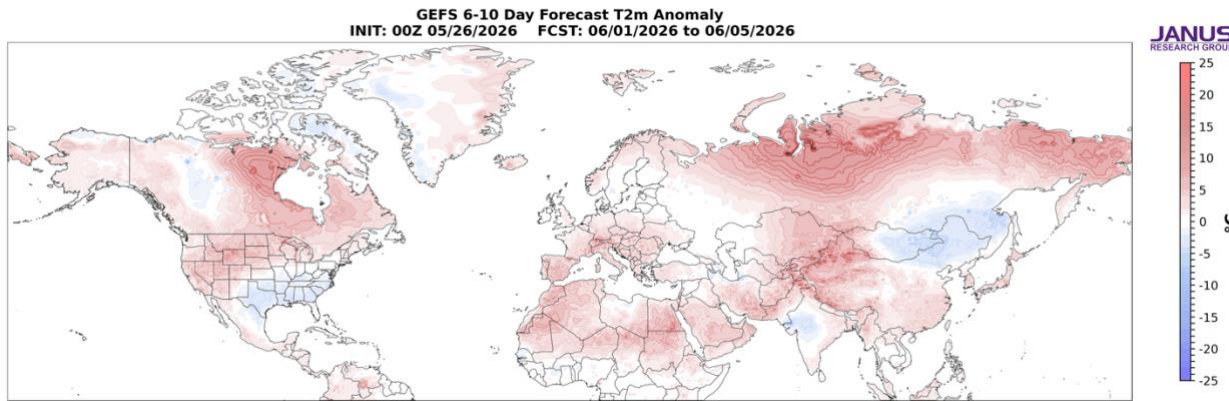 GEFS 6-10 Day Forecast T2m Anomaly
INIT: 00Z 05/26/2026 FCST: 06/01/2026 to 06/05/2026
JANUS
RESEARCH GROUP
25
20
15
10
5
0
-5
-10
-15
-20
-25
°C